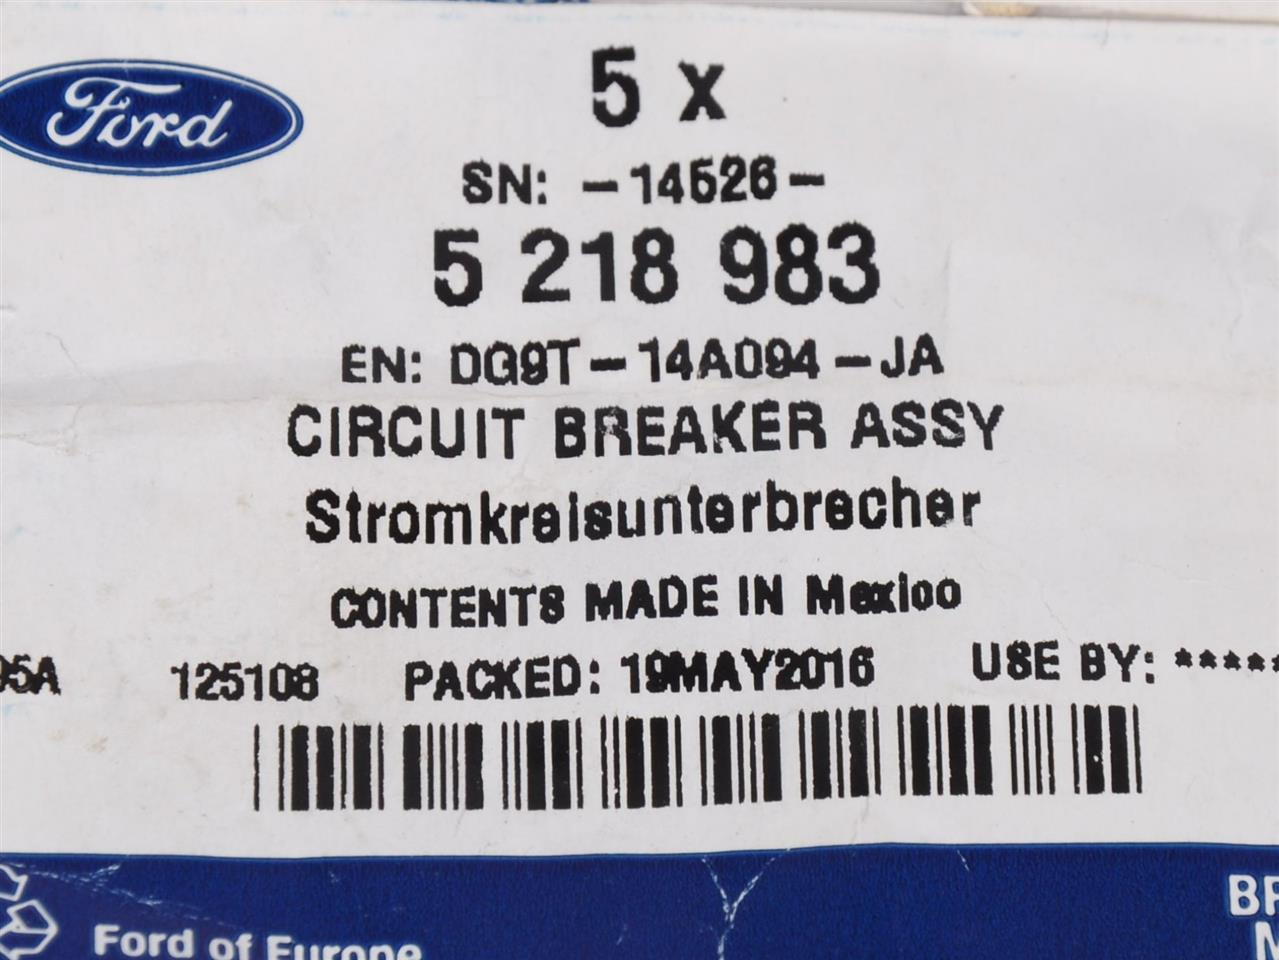 Ford
5 x
SN: -14526-
5 218 983
EN: DG9T-14A094-JA
CIRCUIT BREAKER ASSY
Stromkreisunterbrecher
CONTENTS MADE IN Mexico
95A 125108 PACKED: 19MAY2016 USE BY: *****
Ford of Europe